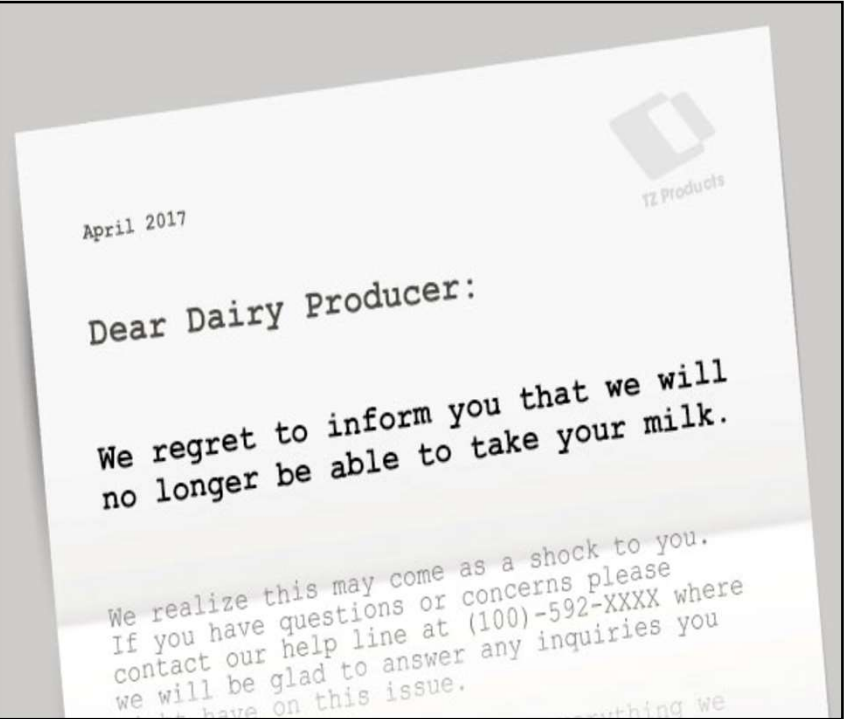 TZ Products
April 2017
Dear Dairy Producer:
We regret to inform you that we will
no longer be able to take your milk.
We realize this may come as a shock to you.
If you have questions or concerns please
contact our help line at (100)-592-XXXX where
we will be glad to answer any inquiries you
have on this issue.
we